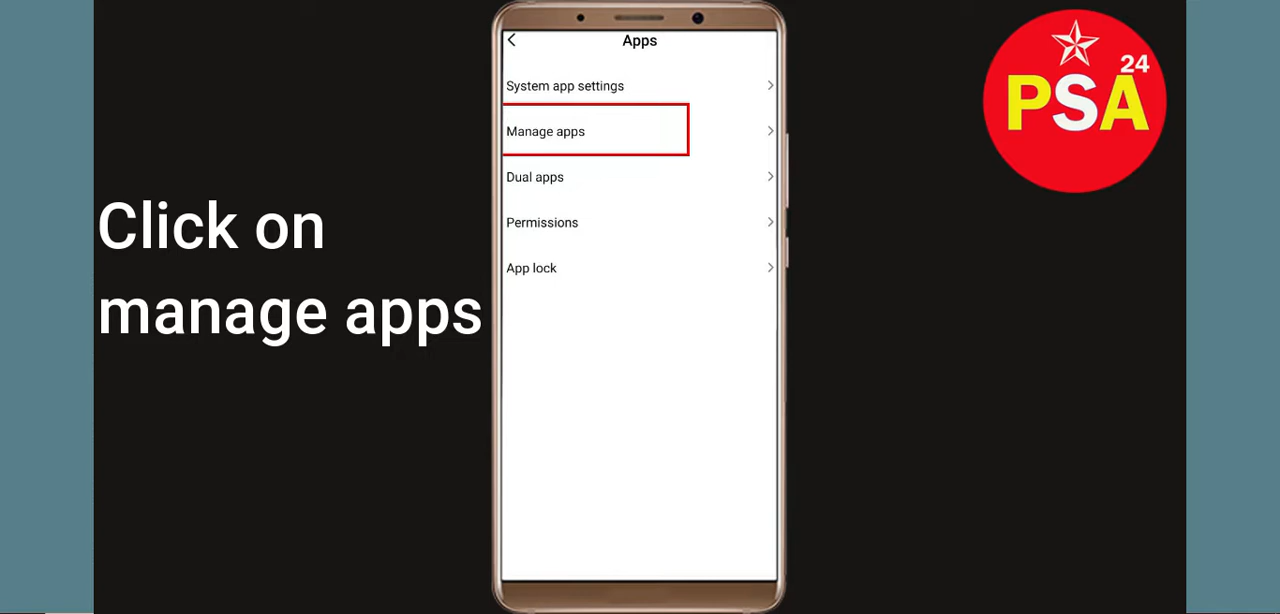 Apps
System app settings
Manage apps
Dual apps
Permissions
App lock
Click on
manage apps
24
PSA